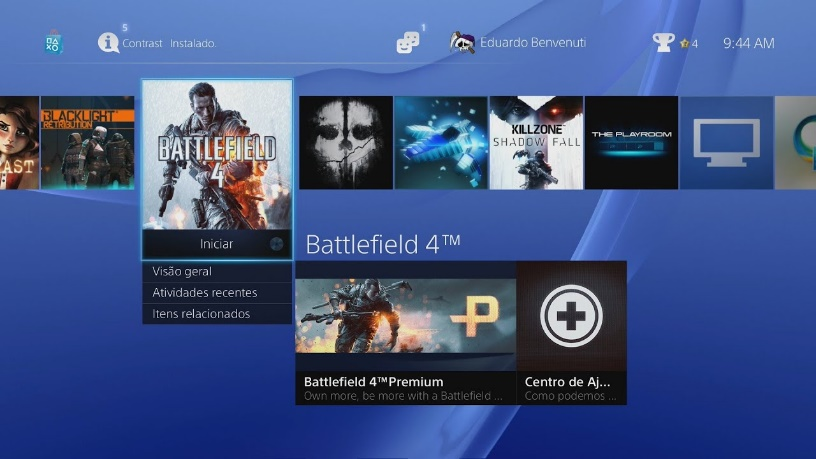 5
Contrast Instalado.
1
Eduardo Benvenuti
4
9:44 AM
AST
BLACKLIGHT
RETRIBUTION
BATTLEFIELD
4
KILLZONE
SHADOW FALL
THE PLAYROOM
Iniciar
Battlefield 4™
Visão geral
Atividades recentes
Itens relacionados
P
Battlefield 4™Premium
Own more, be more with a Battlefield ...
Centro de Aj...
Como podemos ...